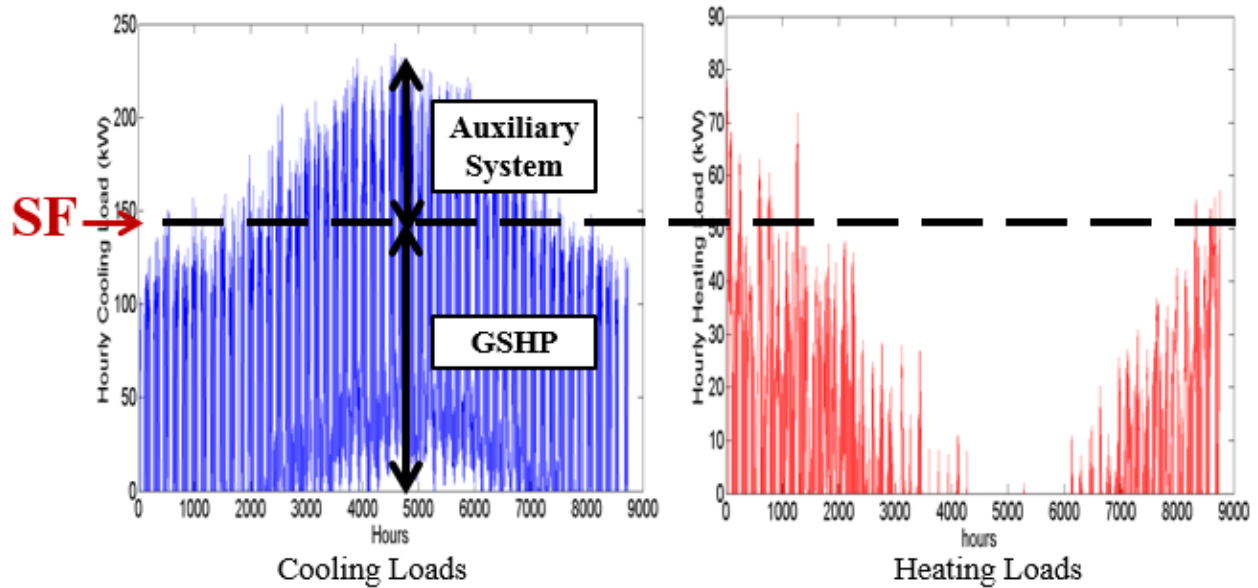 250
200
150
100
50
0
Hourly Cooling Load (kW)
SF
Auxiliary
System
GSHP
0 1000 2000 3000 4000 5000 6000 7000 8000 9000
Hours
Cooling Loads
90
80
70
60
50
40
30
20
10
0
Hourly Heating Load (kW)
0 1000 2000 3000 4000 5000 6000 7000 8000 9000
hours
Heating Loads